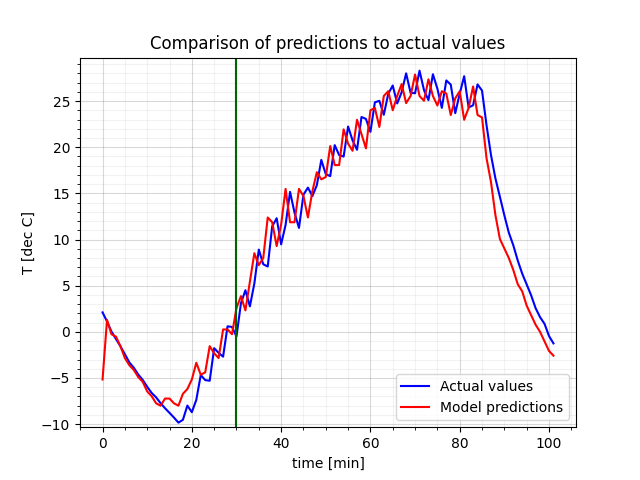 Comparison of predictions to actual values
T [dec C]
25
20
15
10
5
0
−5
−10
0 20 40 60 80 100
time [min]
Actual values
Model predictions